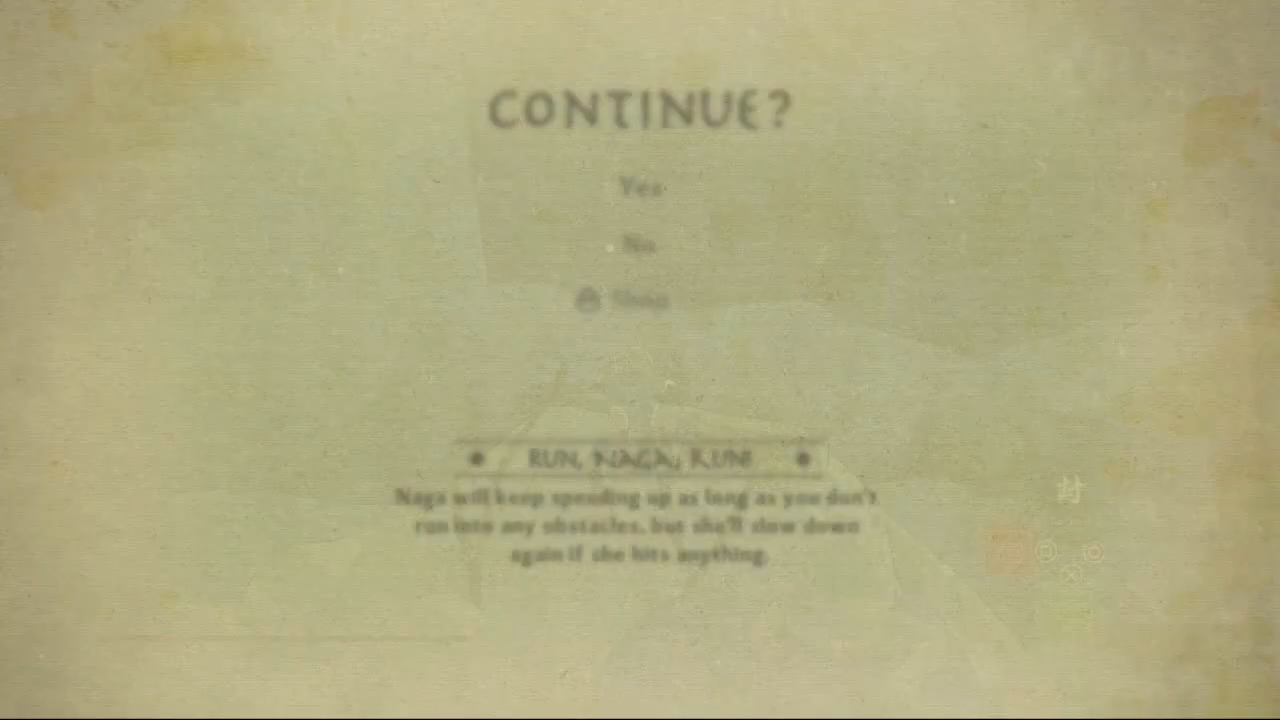 CONTINUE?
Yes
No
Shop
RUN, NAGA, RUN!
Naga will keep speeding up as long as you don't
run into any obstacles, but she'll slow down
again if she hits anything.
封